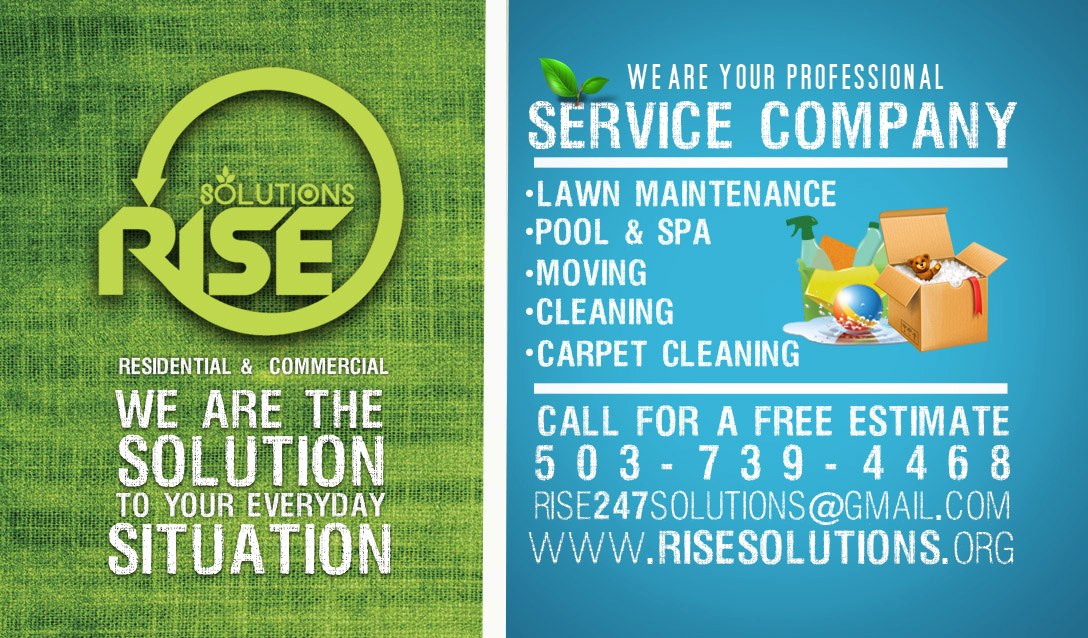 SOLUTIONS
RISE
RESIDENTIAL & COMMERCIAL
WE ARE THE
SOLUTION
TO YOUR EVERYDAY
SITUATION
WE ARE YOUR PROFESSIONAL
SERVICE COMPANY
•LAWN MAINTENANCE
•POOL & SPA
•MOVING
•CLEANING
•CARPET CLEANING
CALL FOR A FREE ESTIMATE
503-739-4468
RISE247SOLUTIONS@GMAIL.COM
WWW.RISESOLUTIONS.ORG